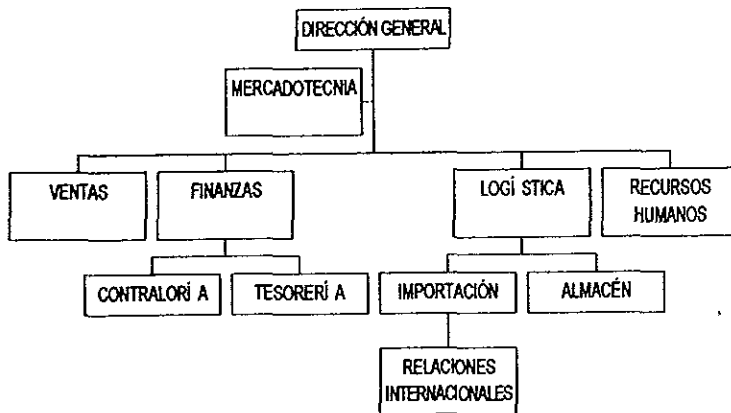 DIRECCIÓN GENERAL
MERCADOTECNIA
VENTAS
FINANZAS
LOGÍ STICA
RECURSOS
HUMANOS
CONTRALORÍ A
TESORERÍ A
IMPORTACIÓN
ALMACÉN
RELACIONES
INTERNACIONALES